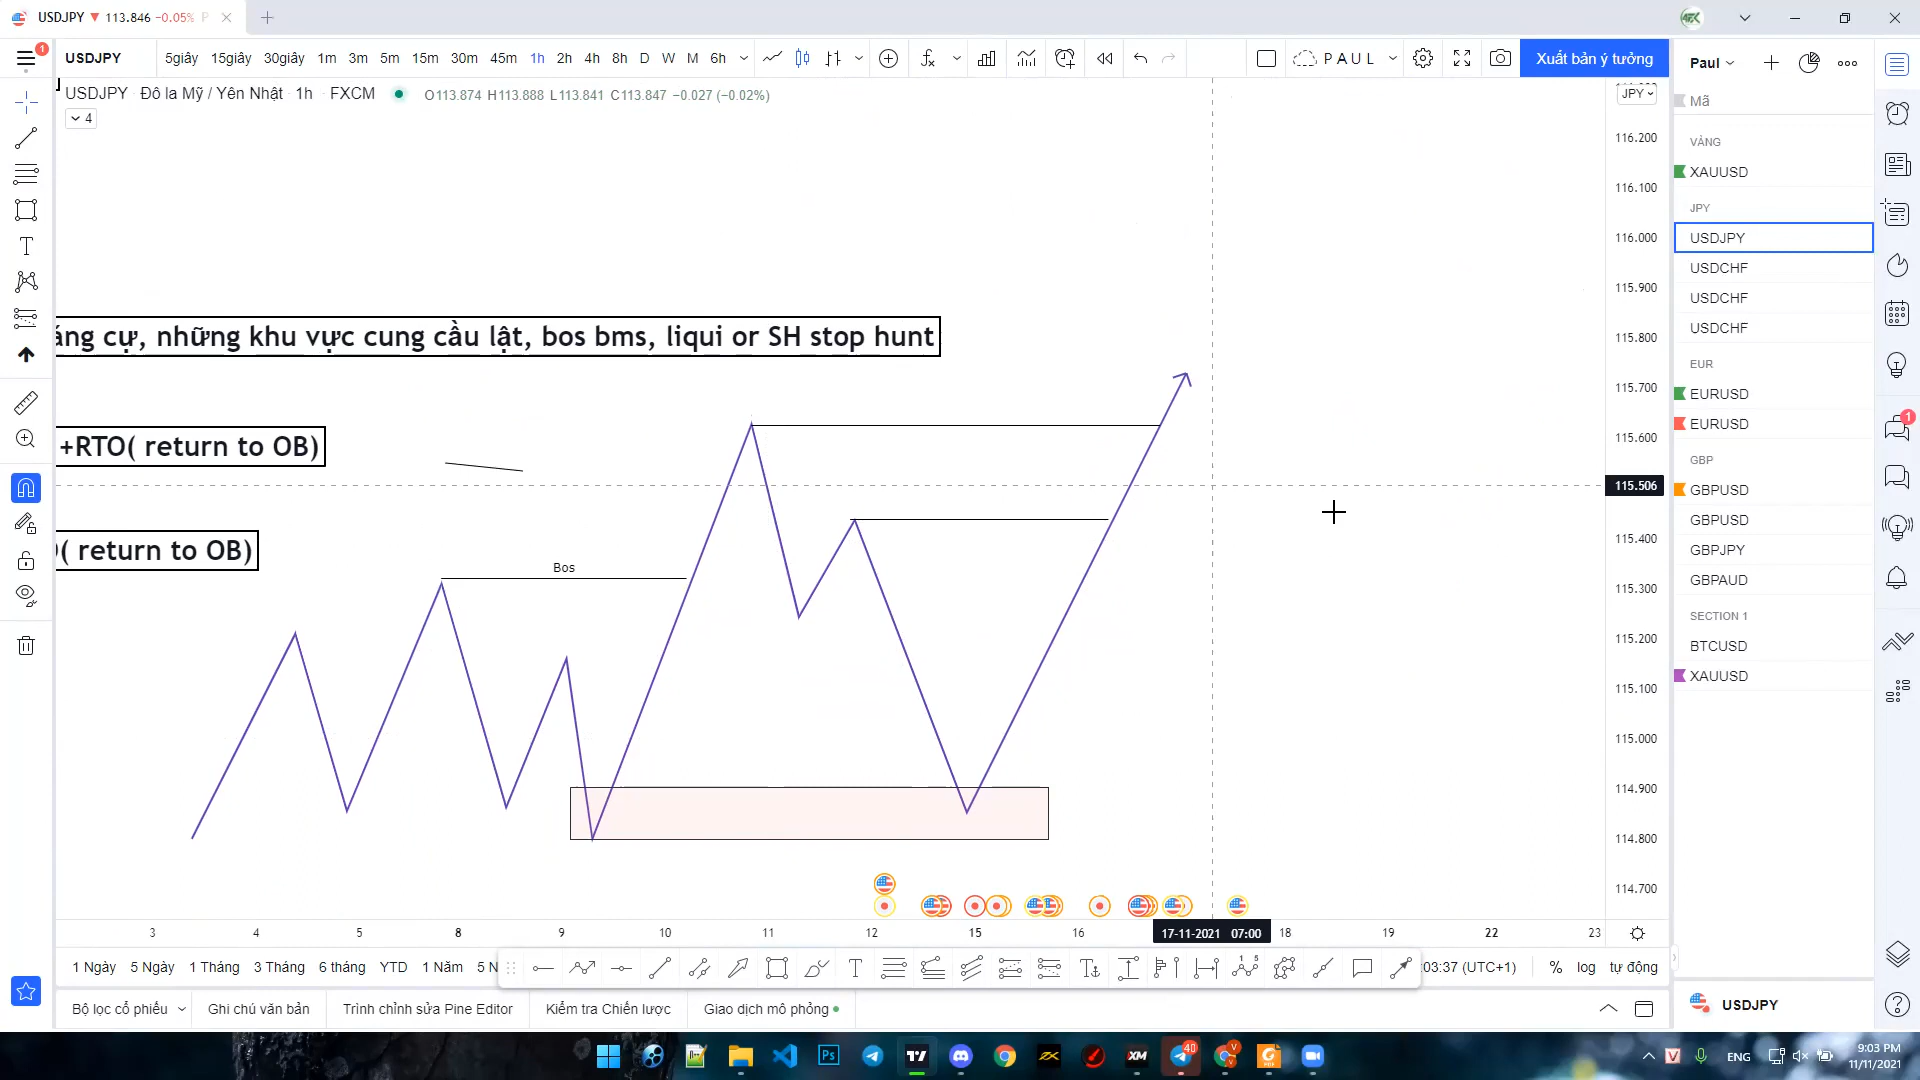 USDJPY ▼ 113.846 −0.05% P
USDJPY 5giây 15giây 30giây 1m 3m 5m 15m 30m 45m 1h 2h 4h 8h D W M 6h
P A U L
Xuất bản ý tưởng
Paul
USDJPY · Đô la Mỹ / Yên Nhật · 1h · FXCM
O113.874 H113.888 L113.841 C113.847 −0.027 (−0.02%)
JPY
4
áng cự, những khu vực cung cầu lật, bos bms, liqui or SH stop hunt
+RTO( return to OB)
( return to OB)
Bos
116.200
116.100
116.000
115.900
115.800
115.700
115.600
115.506
115.400
115.300
115.200
115.100
115.000
114.900
114.800
114.700
3 4 5 8 9 10 11 12 15 16 17-11-2021 07:00 18 19 22 23
1 Ngày 5 Ngày 1 Tháng 3 Tháng 6 tháng YTD 1 Năm 5 N
:03:37 (UTC+1) % log tự động
Bộ lọc cổ phiếu Ghi chú văn bản Trình chỉnh sửa Pine Editor Kiểm tra Chiến lược Giao dịch mô phỏng
Mã
VÀNG
XAUUSD
JPY
USDJPY
USDCHF
USDCHF
USDCHF
EUR
EURUSD
EURUSD
GBP
GBPUSD
GBPUSD
GBPJPY
GBPAUD
SECTION 1
BTCUSD
XAUUSD
USDJPY
1
1
40
Ps
XM
ENG
9:03 PM
11/11/2021